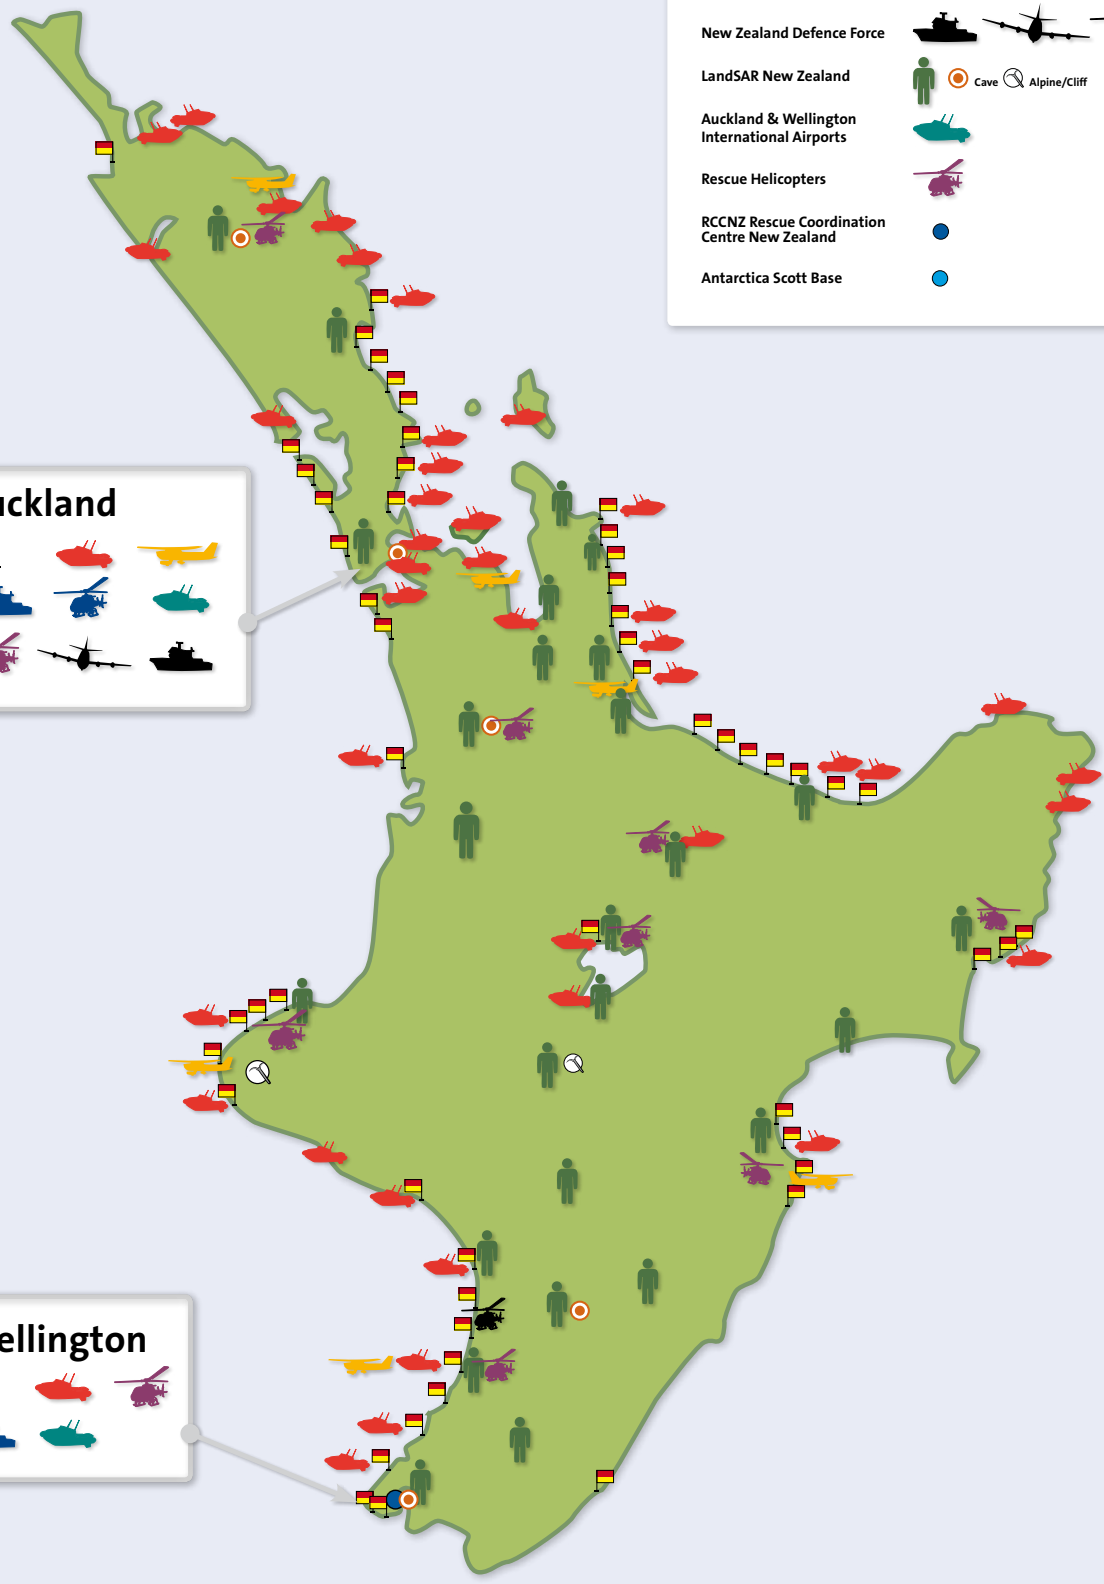 New Zealand Defence Force
LandSAR New Zealand
Cave
Alpine/Cliff
Auckland & Wellington
International Airports
Rescue Helicopters
RCCNZ Rescue Coordination
Centre New Zealand
Antarctica Scott Base
uckland
ellington